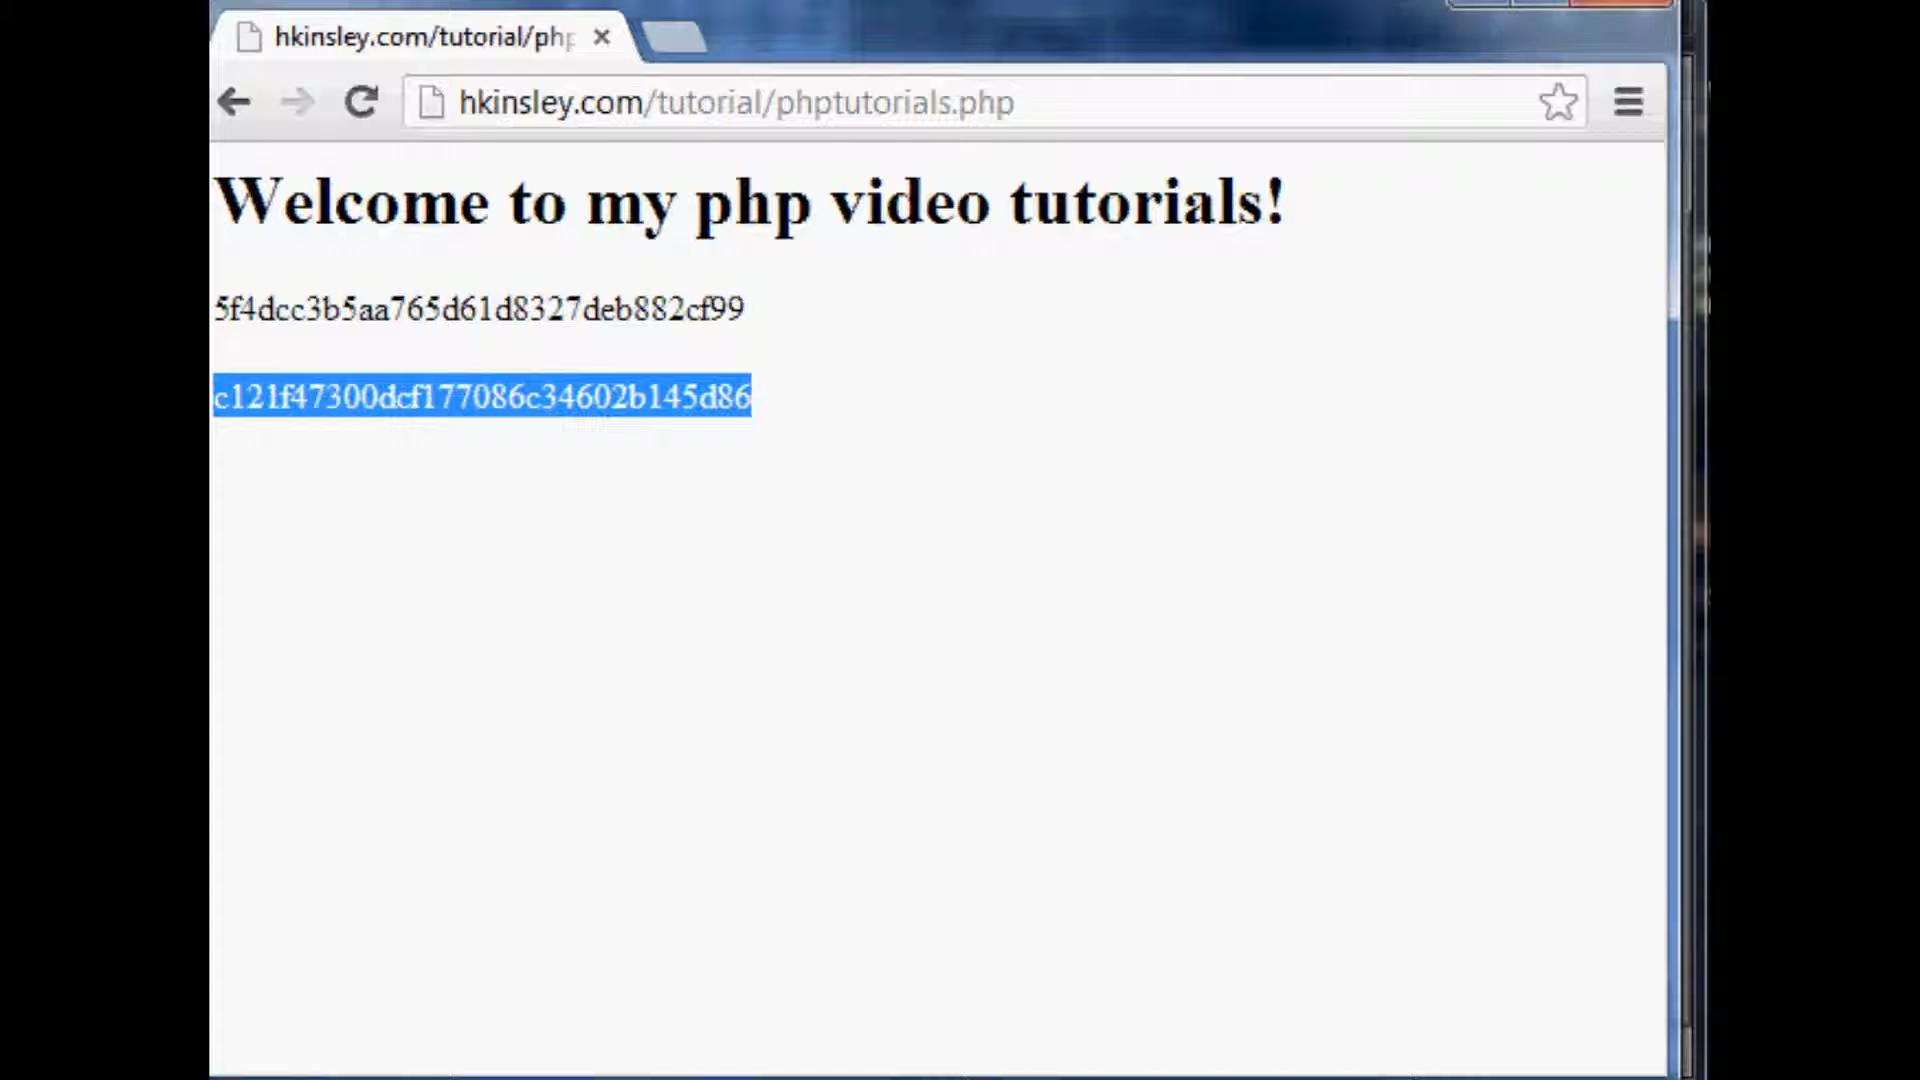 hkinsley.com/tutorial/php
hkinsley.com/tutorial/phptutorials.php
Welcome to my php video tutorials!
5f4dcc3b5aa765d61d8327deb882cf99
c121f47300dcf177086c34602b145d86